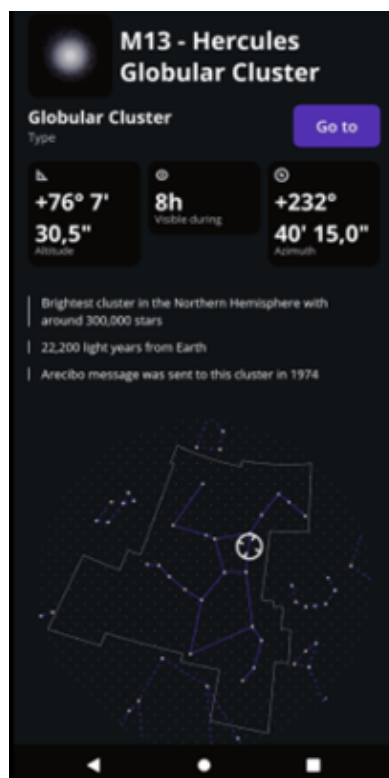 M13 - Hercules
Globular Cluster
Globular Cluster
Type
Go to
+76° 7'
30,5"
Altitude
8h
Visible during
+232°
40' 15,0"
Azimuth
Brightest cluster in the Northern Hemisphere with
around 300,000 stars
22,200 light years from Earth
Arecibo message was sent to this cluster in 1974